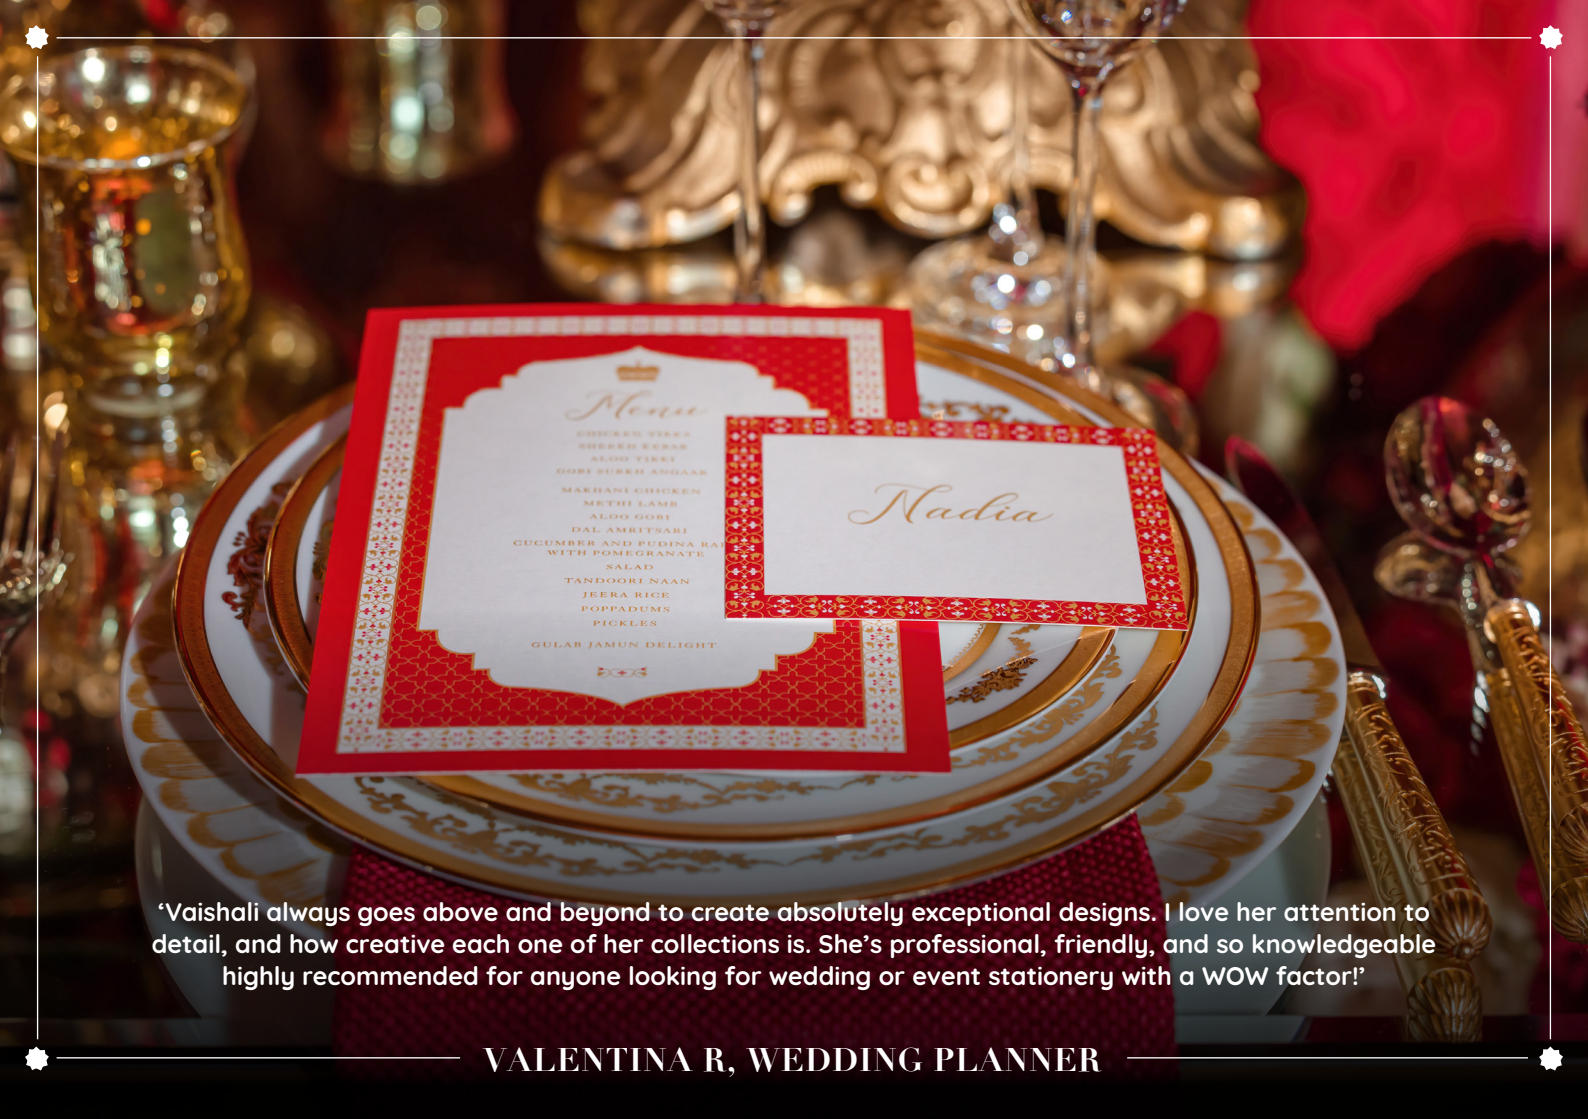 Menu
CHICKEN TIKKA
SHEEKH KEBAB
ALOO TIKKI
GOBI SURKH ANGAAR
MAKHANI CHICKEN
METHI LAMB
ALOO GOBI
DAL AMRITSARI
CUCUMBER AND PUDINA
WITH POMEGRANATE
SALAD
TANDOORI NAAN
JEERA RICE
POPPADUMS
PICKLES
GULAB JAMUN DELIGHT
Nadia
‘Vaishali always goes above and beyond to create absolutely exceptional designs. I love her attention to
detail, and how creative each one of her collections is. She’s professional, friendly, and so knowledgeable
highly recommended for anyone looking for wedding or event stationery with a WOW factor!’
VALENTINA R, WEDDING PLANNER